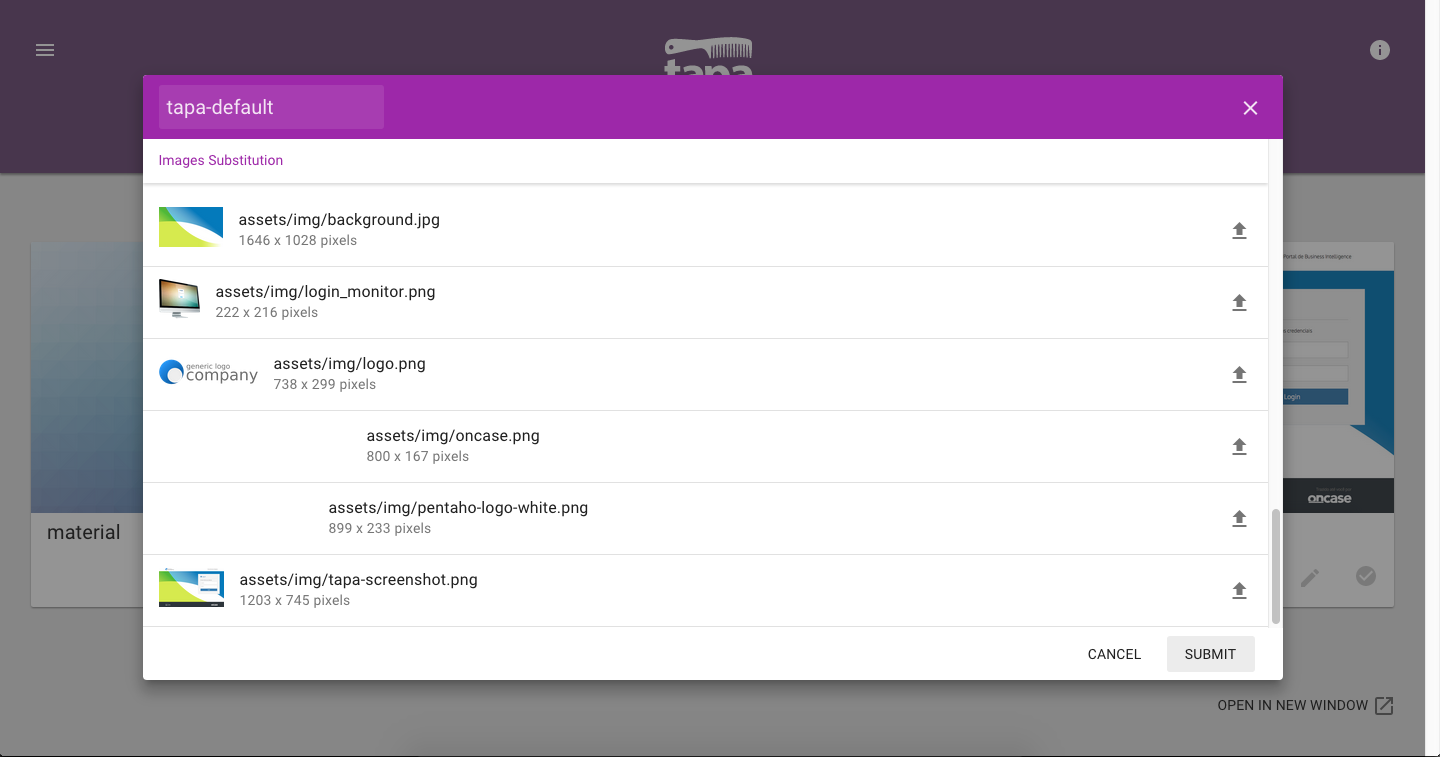 tapa
tapa-default
Images Substitution
assets/img/background.jpg
1646 x 1028 pixels
assets/img/login_monitor.png
222 x 216 pixels
generic logo
company
assets/img/logo.png
738 x 299 pixels
assets/img/oncase.png
800 x 167 pixels
assets/img/pentaho-logo-white.png
899 x 233 pixels
assets/img/tapa-screenshot.png
1203 x 745 pixels
CANCEL
SUBMIT
material
Portal de Business Intelligence
credenciais
Login
oncase
OPEN IN NEW WINDOW